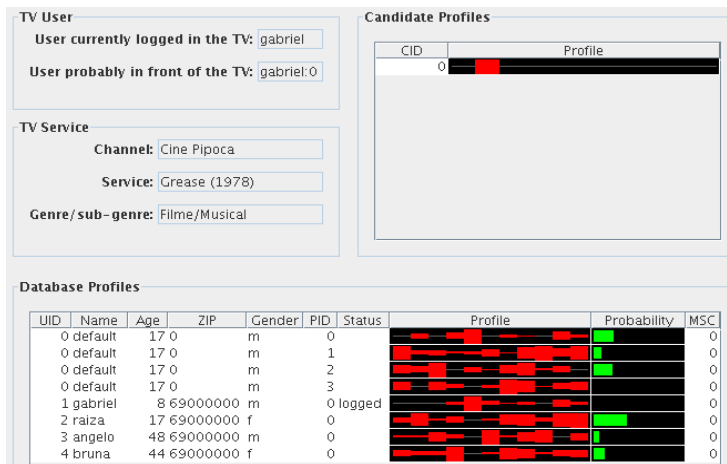 TV User
User currently logged in the TV: gabriel
User probably in front of the TV: gabriel:0
TV Service
Channel: Cine Pipoca
Service: Grease (1978)
Genre/sub-genre: Filme/Musical
Candidate Profiles
CID Profile
0
Database Profiles
UID Name Age ZIP Gender PID Status Profile Probability MSC
0 default 17 0 m 0 0
0 default 17 0 m 1 0
0 default 17 0 m 2 0
0 default 17 0 m 3 0
1 gabriel 8 69000000 m 0 logged 0
2 raiza 17 69000000 f 0 0
3 angelo 48 69000000 m 0 0
4 bruna 44 69000000 f 0 0